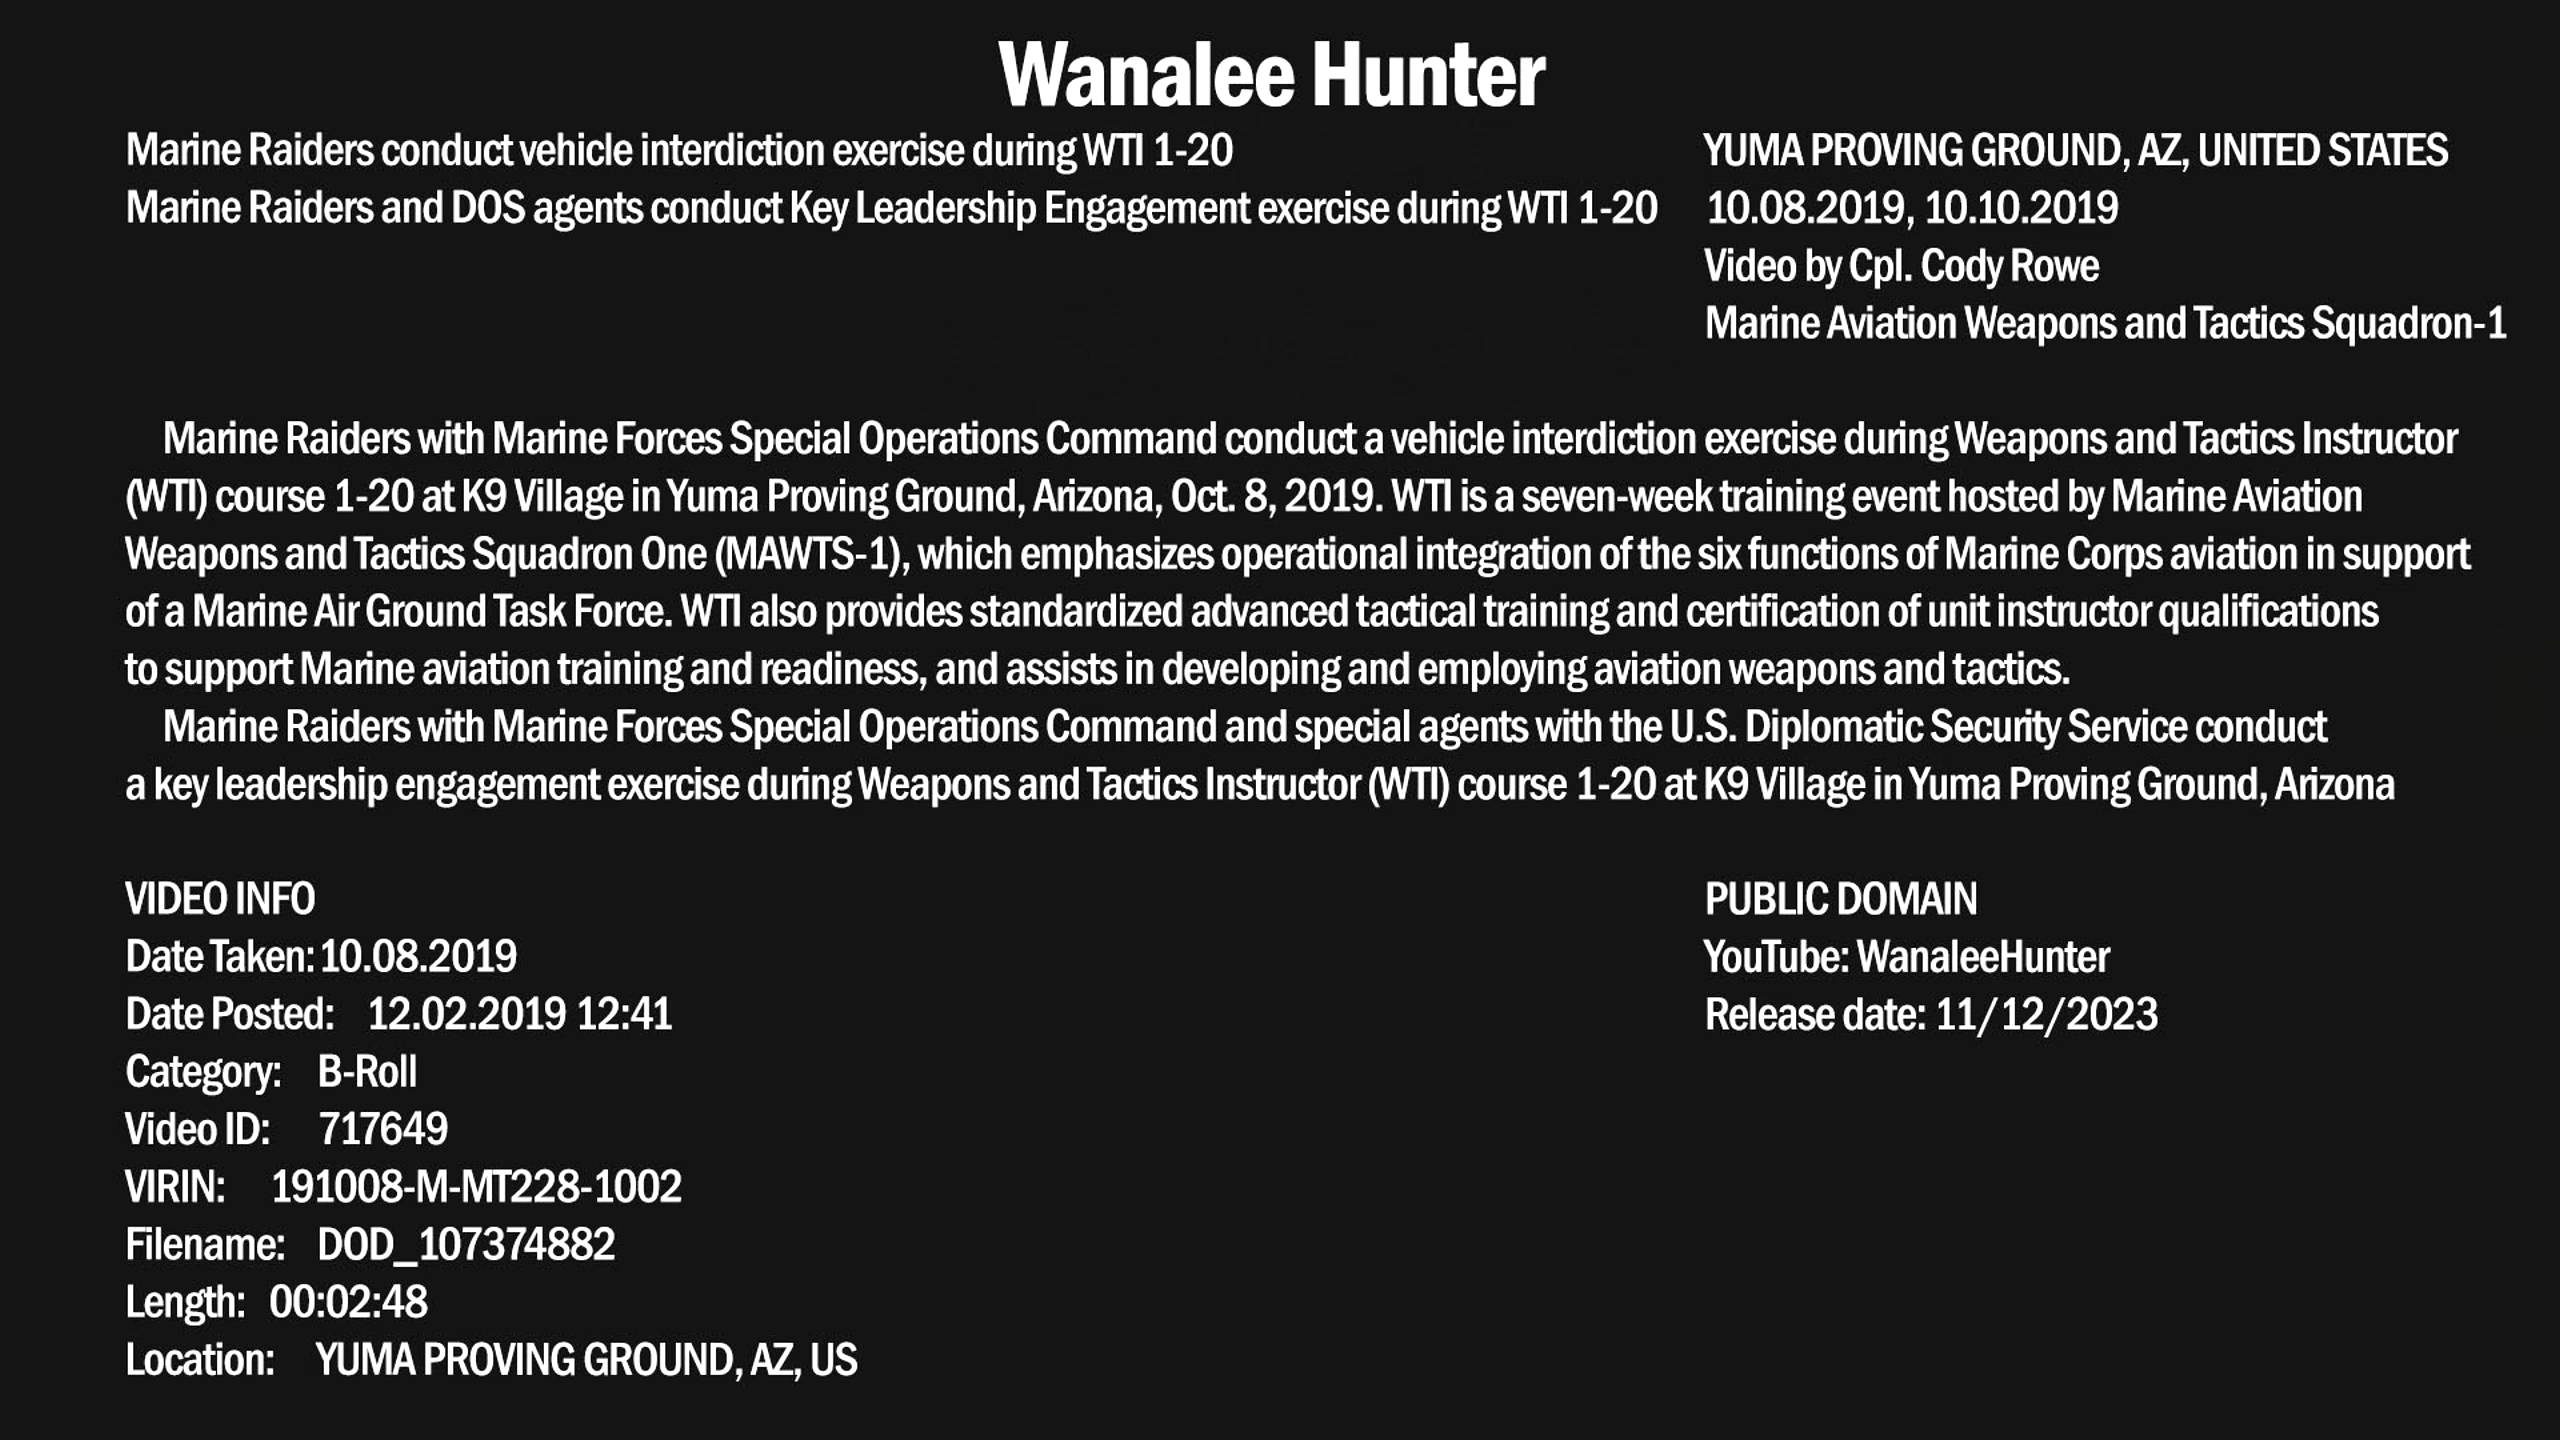 Wanalee Hunter
Marine Raiders conduct vehicle interdiction exercise during WTI 1-20
Marine Raiders and DOS agents conduct Key Leadership Engagement exercise during WTI 1-20
YUMA PROVING GROUND, AZ, UNITED STATES
10.08.2019, 10.10.2019
Video by Cpl. Cody Rowe
Marine Aviation Weapons and Tactics Squadron-1
Marine Raiders with Marine Forces Special Operations Command conduct a vehicle interdiction exercise during Weapons and Tactics Instructor
(WTI) course 1-20 at K9 Village in Yuma Proving Ground, Arizona, Oct. 8, 2019. WTI is a seven-week training event hosted by Marine Aviation
Weapons and Tactics Squadron One (MAWTS-1), which emphasizes operational integration of the six functions of Marine Corps aviation in support
of a Marine Air Ground Task Force. WTI also provides standardized advanced tactical training and certification of unit instructor qualifications
to support Marine aviation training and readiness, and assists in developing and employing aviation weapons and tactics.
Marine Raiders with Marine Forces Special Operations Command and special agents with the U.S. Diplomatic Security Service conduct
a key leadership engagement exercise during Weapons and Tactics Instructor (WTI) course 1-20 at K9 Village in Yuma Proving Ground, Arizona
VIDEO INFO
Date Taken: 10.08.2019
Date Posted: 12.02.2019 12:41
Category: B-Roll
Video ID: 717649
VIRIN: 191008-M-MT228-1002
Filename: DOD_107374882
Length: 00:02:48
Location: YUMA PROVING GROUND, AZ, US
PUBLIC DOMAIN
YouTube: WanaleeHunter
Release date: 11/12/2023